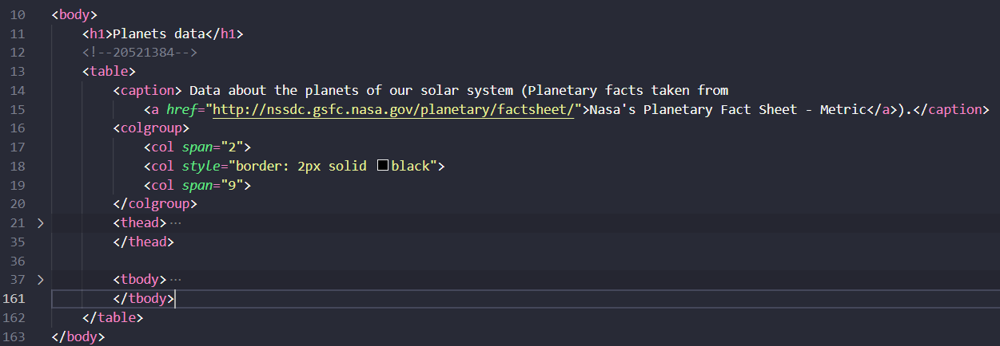 10 <body>
11 <h1>Planets data</h1>
12 <!--20521384-->
13 <table>
14 <caption> Data about the planets of our solar system (Planetary facts taken from
15 <a href="http://nssdc.gsfc.nasa.gov/planetary/factsheet/">Nasa's Planetary Fact Sheet - Metric</a>).</caption>
16 <colgroup>
17 <col span="2">
18 <col style="border: 2px solid black">
19 <col span="9">
20 </colgroup>
21 <thead>…
35 </thead>
36
37 <tbody>…
161 </tbody>
162 </table>
163 </body>